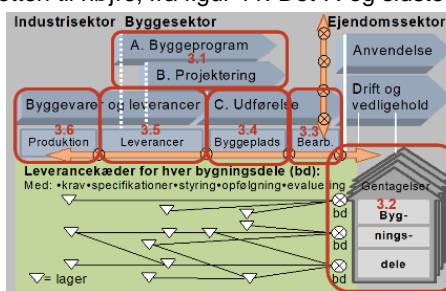 Industrisektor Byggesektor Ejendomssektor
A. Byggeprogram
3.1
B. Projektering
Anvendelse
Drift og
vedligehold
Byggevare- og leverancer C. Udførelse
3.6 3.5 3.4 3.3
Produktion Leverancer Byggeplads Bearb.
Leverancekæder for hver bygningsdele (bd):
Med: •krav•specifikationer•styring•opfølgning•evaluering
Gentagelser
3.2
Byg-
nings-
dele
bd
bd
bd
= lager